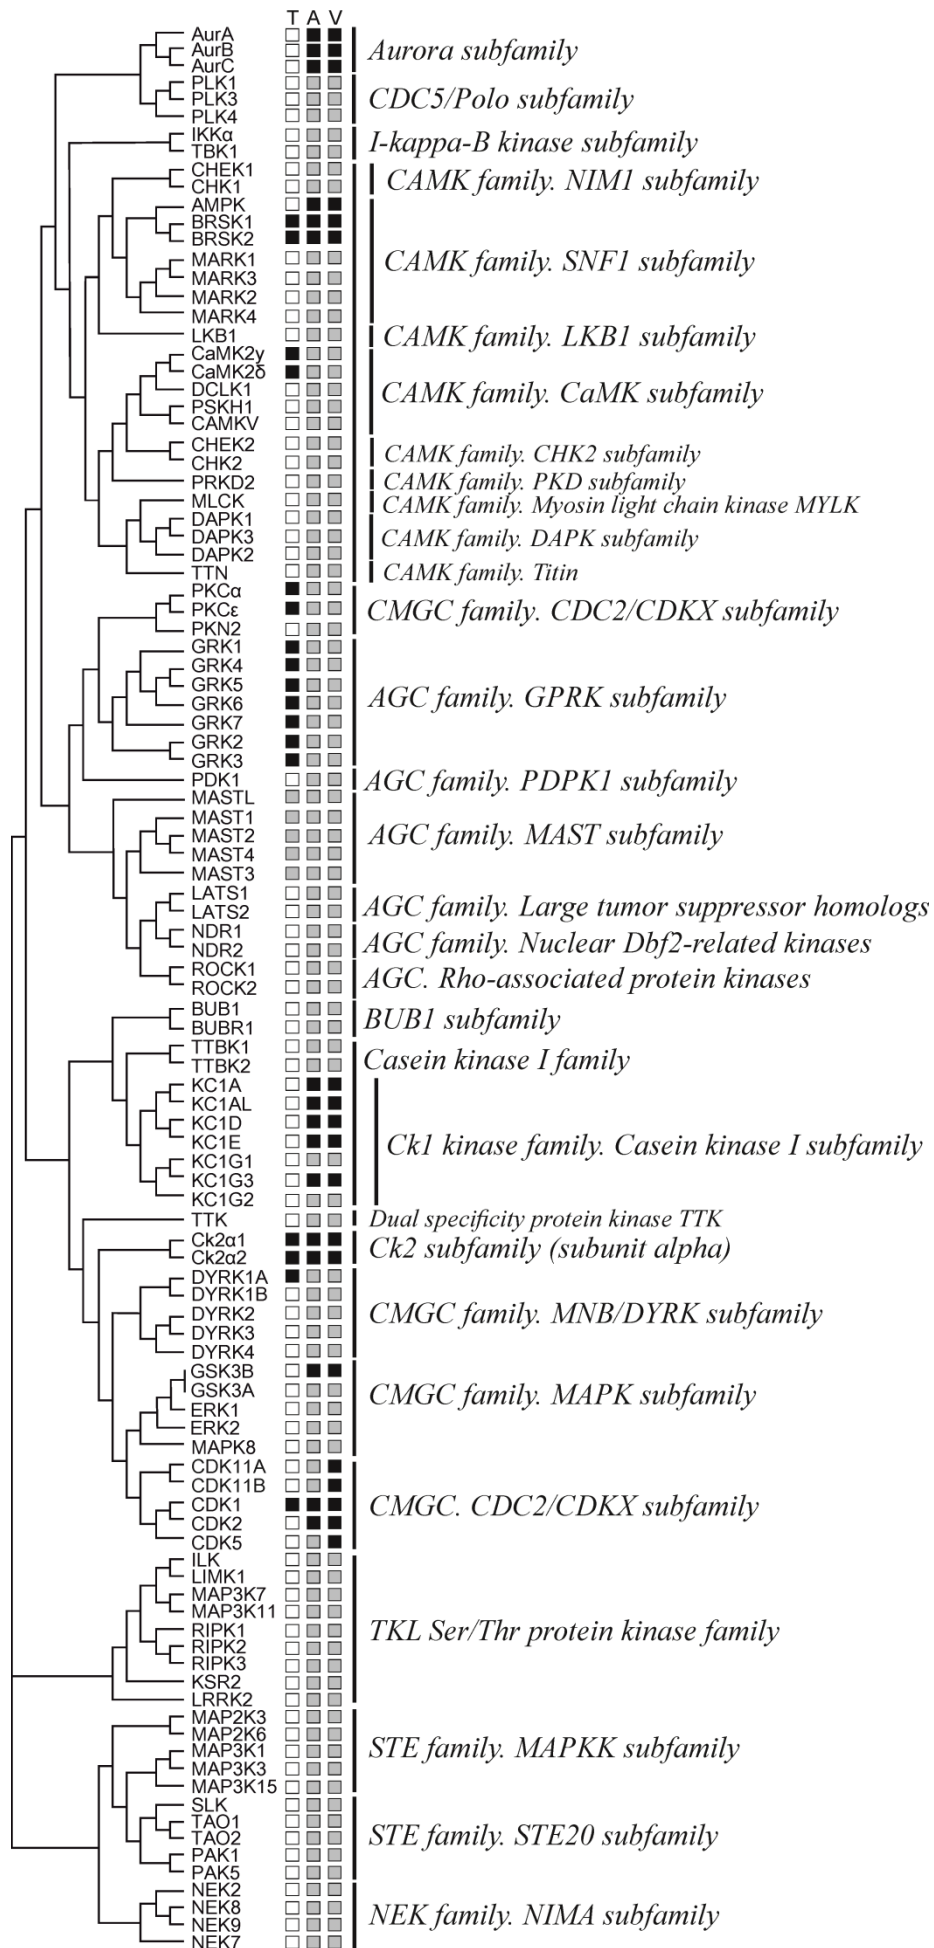 T A V
AurA
AurB
AurC
Aurora subfamily
PLK1
PLK3
PLK4
CDC5/Polo subfamily
IKKα
TBK1
I-kappa-B kinase subfamily
CHEK1
CHK1
CAMK family. NIM1 subfamily
AMPK
BRSK1
BRSK2
MARK1
MARK3
MARK2
MARK4
CAMK family. SNF1 subfamily
LKB1
CAMK family. LKB1 subfamily
CaMK2γ
CaMK2δ
DCLK1
PSKH1
CAMKV
CAMK family. CaMK subfamily
CHEK2
CHK2
CAMK family. CHK2 subfamily
PRKD2
CAMK family. PKD subfamily
MLCK
CAMK family. Myosin light chain kinase MYLK
DAPK1
DAPK3
DAPK2
CAMK family. DAPK subfamily
TTN
CAMK family. Titin
PKCα
PKCε
PKN2
CMGC family. CDC2/CDKX subfamily
GRK1
GRK4
GRK5
GRK6
GRK7
GRK2
GRK3
AGC family. GPRK subfamily
PDK1
AGC family. PDPK1 subfamily
MASTL
MAST1
MAST2
MAST4
MAST3
AGC family. MAST subfamily
LATS1
LATS2
AGC family. Large tumor suppressor homologs
NDR1
NDR2
AGC family. Nuclear Dbf2-related kinases
ROCK1
ROCK2
AGC. Rho-associated protein kinases
BUB1
BUBR1
BUB1 subfamily
TTBK1
TTBK2
Casein kinase I family
KC1A
KC1AL
KC1D
KC1E
KC1G1
KC1G3
KC1G2
Ck1 kinase family. Casein kinase I subfamily
TTK
Dual specificity protein kinase TTK
Ck2α1
Ck2α2
Ck2 subfamily (subunit alpha)
DYRK1A
DYRK1B
DYRK2
DYRK3
DYRK4
CMGC family. MNB/DYRK subfamily
GSK3B
GSK3A
ERK1
ERK2
MAPK8
CMGC family. MAPK subfamily
CDK11A
CDK11B
CDK1
CDK2
CDK5
CMGC. CDC2/CDKX subfamily
ILK
LIMK1
MAP3K7
MAP3K11
RIPK1
RIPK2
RIPK3
KSR2
LRRK2
TKL Ser/Thr protein kinase family
MAP2K3
MAP2K6
MAP3K1
MAP3K3
MAP3K15
STE family. MAPKK subfamily
SLK
TAO1
TAO2
PAK1
PAK5
STE family. STE20 subfamily
NEK2
NEK8
NEK9
NEK7
NEK family. NIMA subfamily